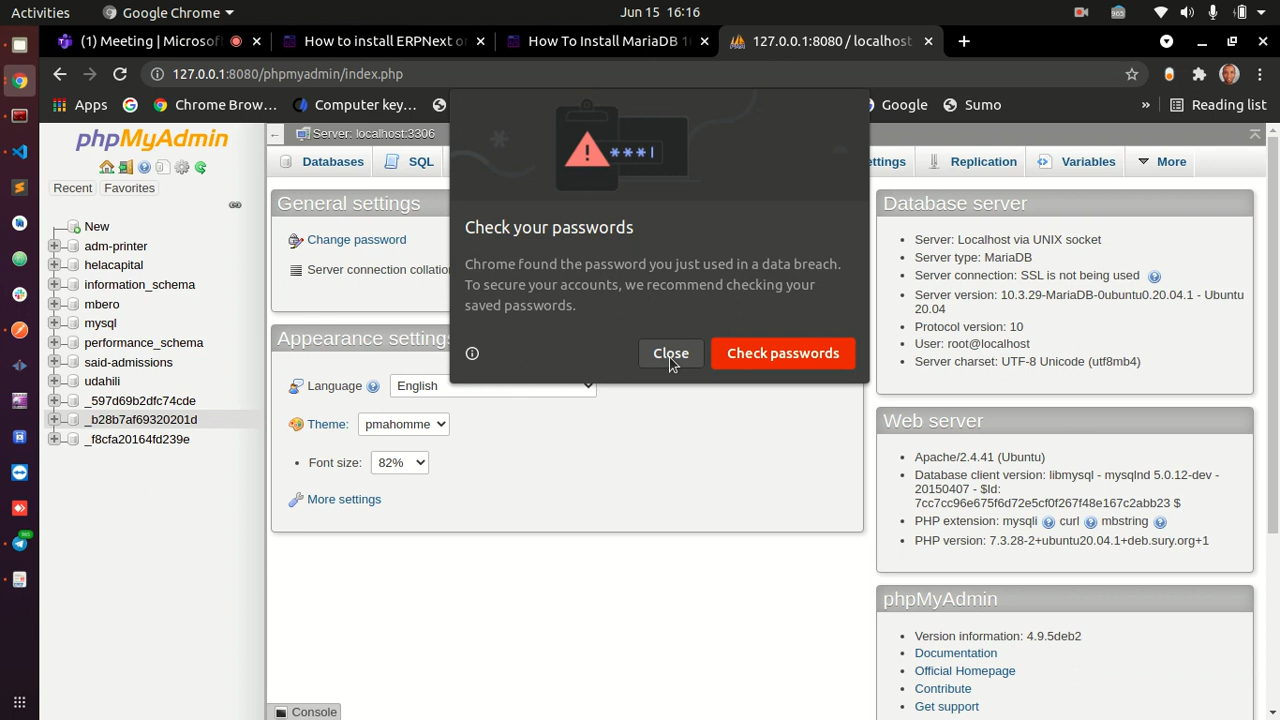 Activities
Google Chrome
Jun 15 16:16
(1) Meeting | Microsof
How to install ERPNext o
How To Install MariaDB 1
127.0.0.1:8080 / localhost
127.0.0.1:8080/phpmyadmin/index.php
Apps
Chrome Brow...
Computer key...
Google
Sumo
»
Reading list
phpMyAdmin
Recent
Favorites
New
adm-printer
helacapital
information_schema
mbero
mysql
performance_schema
said-admissions
udahili
_597d69b2dfc74cde
_b28b7af69320201d
_f8cfa20164fd239e
Server: localhost:3306
Databases
SQL
ettings
Replication
Variables
More
General settings
Change password
Server connection collatio
Appearance settings
Language
English
Theme:
pmahomme
Font size:
82%
More settings
Console
***|
Check your passwords
Chrome found the password you just used in a data breach.
To secure your accounts, we recommend checking your
saved passwords.
Close
Check passwords
Database server
Server: Localhost via UNIX socket
Server type: MariaDB
Server connection: SSL is not being used
Server version: 10.3.29-MariaDB-0ubuntu0.20.04.1 - Ubuntu
20.04
Protocol version: 10
User: root@localhost
Server charset: UTF-8 Unicode (utf8mb4)
Web server
Apache/2.4.41 (Ubuntu)
Database client version: libmysql - mysqlnd 5.0.12-dev -
20150407 - $Id:
7cc7cc96e675f6d72e5cf0f267f48e167c2abb23 $
PHP extension: mysqli curl mbstring
PHP version: 7.3.28-2+ubuntu20.04.1+deb.sury.org+1
phpMyAdmin
Version information: 4.9.5deb2
Documentation
Official Homepage
Contribute
Get support